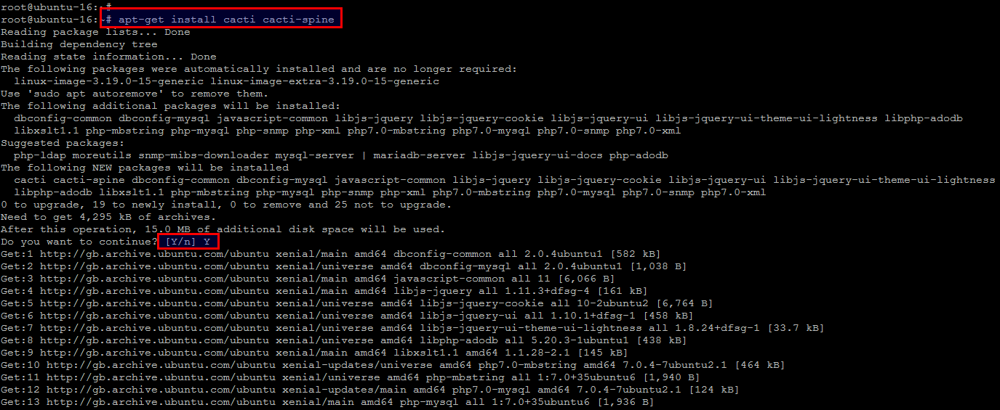 root@ubuntu-16:~#
root@ubuntu-16:~# apt-get install cacti cacti-spine
Reading package lists... Done
Building dependency tree
Reading state information... Done
The following packages were automatically installed and are no longer required:
  linux-image-3.19.0-15-generic linux-image-extra-3.19.0-15-generic
Use 'sudo apt autoremove' to remove them.
The following additional packages will be installed:
  dbconfig-common dbconfig-mysql javascript-common libjs-jquery libjs-jquery-cookie libjs-jquery-ui libjs-jquery-ui-theme-ui-lightness libphp-adodb
  libxslt1.1 php-mbstring php-mysql php-snmp php-xml php7.0-mbstring php7.0-mysql php7.0-snmp php7.0-xml
Suggested packages:
  php-ldap moreutils snmp-mibs-downloader mysql-server | mariadb-server libjs-jquery-ui-docs php-adodb
The following NEW packages will be installed
  cacti cacti-spine dbconfig-common dbconfig-mysql javascript-common libjs-jquery libjs-jquery-cookie libjs-jquery-ui libjs-jquery-ui-theme-ui-lightness
  libphp-adodb libxslt1.1 php-mbstring php-mysql php-snmp php-xml php7.0-mbstring php7.0-mysql php7.0-snmp php7.0-xml
0 to upgrade, 19 to newly install, 0 to remove and 25 not to upgrade.
Need to get 4,295 kB of archives.
After this operation, 15.0 MB of additional disk space will be used.
Do you want to continue? [Y/n] Y
Get:1 http://gb.archive.ubuntu.com/ubuntu xenial/main amd64 dbconfig-common all 2.0.4ubuntu1 [582 kB]
Get:2 http://gb.archive.ubuntu.com/ubuntu xenial/universe amd64 dbconfig-mysql all 2.0.4ubuntu1 [1,038 B]
Get:3 http://gb.archive.ubuntu.com/ubuntu xenial/main amd64 javascript-common all 11 [6,066 B]
Get:4 http://gb.archive.ubuntu.com/ubuntu xenial/main amd64 libjs-jquery all 1.11.3+dfsg-4 [161 kB]
Get:5 http://gb.archive.ubuntu.com/ubuntu xenial/universe amd64 libjs-jquery-cookie all 10-2ubuntu2 [6,764 B]
Get:6 http://gb.archive.ubuntu.com/ubuntu xenial/universe amd64 libjs-jquery-ui all 1.10.1+dfsg-1 [458 kB]
Get:7 http://gb.archive.ubuntu.com/ubuntu xenial/universe amd64 libjs-jquery-ui-theme-ui-lightness all 1.8.24+dfsg-1 [33.7 kB]
Get:8 http://gb.archive.ubuntu.com/ubuntu xenial/universe amd64 libphp-adodb all 5.20.3-1ubuntu1 [438 kB]
Get:9 http://gb.archive.ubuntu.com/ubuntu xenial/main amd64 libxslt1.1 amd64 1.1.28-2.1 [145 kB]
Get:10 http://gb.archive.ubuntu.com/ubuntu xenial-updates/universe amd64 php7.0-mbstring amd64 7.0.4-7ubuntu2.1 [464 kB]
Get:11 http://gb.archive.ubuntu.com/ubuntu xenial/universe amd64 php-mbstring all 1:7.0+35ubuntu6 [1,940 B]
Get:12 http://gb.archive.ubuntu.com/ubuntu xenial-updates/main amd64 php7.0-mysql amd64 7.0.4-7ubuntu2.1 [124 kB]
Get:13 http://gb.archive.ubuntu.com/ubuntu xenial/main amd64 php-mysql all 1:7.0+35ubuntu6 [1,936 B]